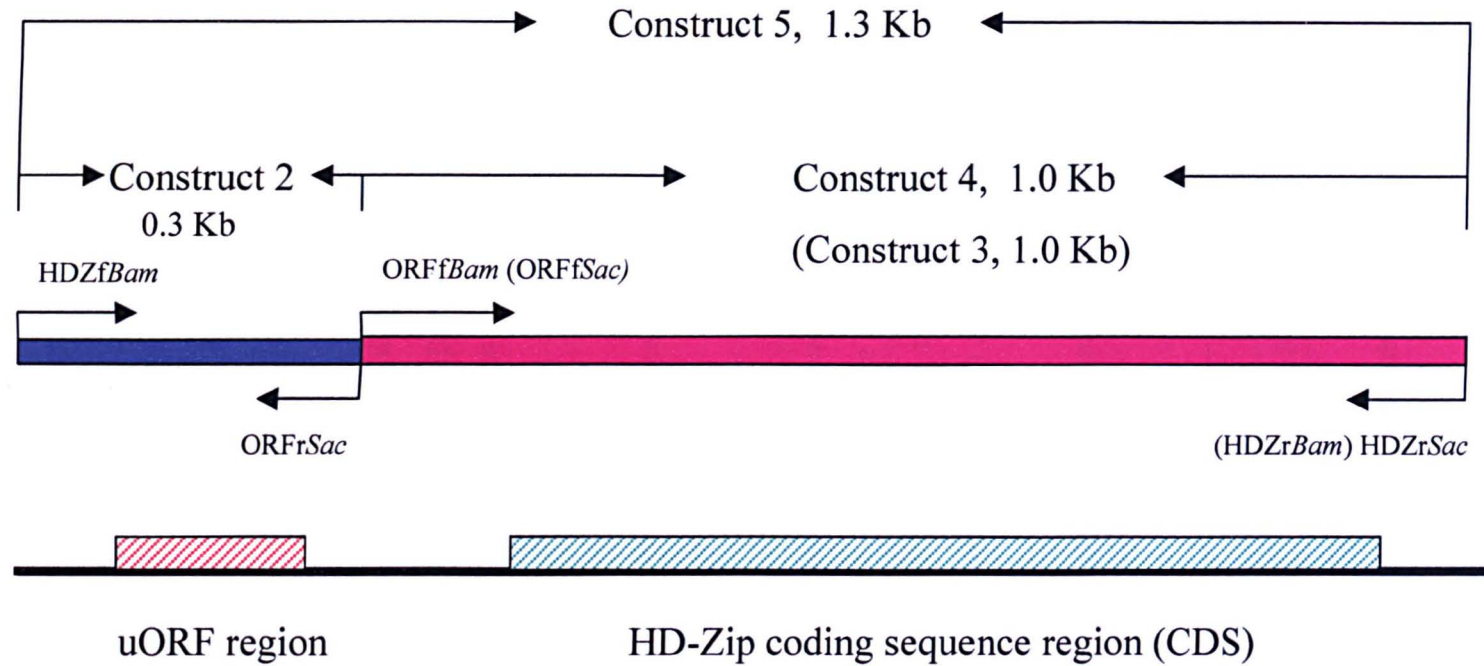 Construct 5, 1.3 Kb
Construct 2
0.3 Kb
Construct 4, 1.0 Kb
(Construct 3, 1.0 Kb)
HDZfBam
ORFfBam (ORFfSac)
ORFrSac
(HDZrBam) HDZrSac
uORF region
HD-Zip coding sequence region (CDS)